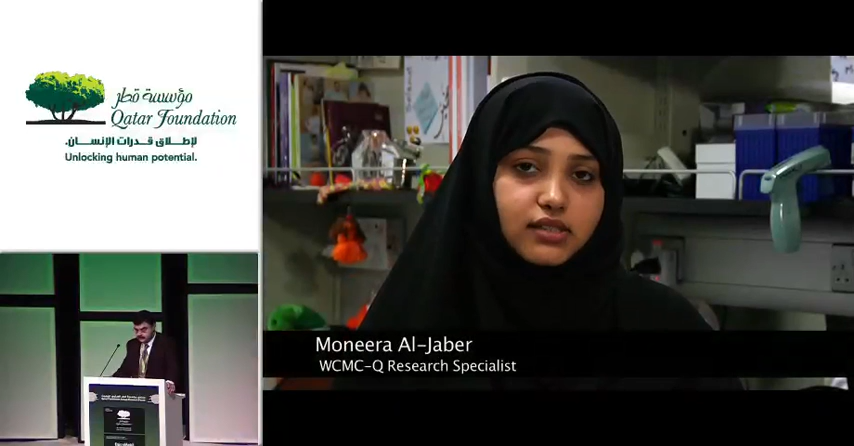 مؤسسة قطر
Qatar Foundation
لإطلاق قدرات الإنسان.
Unlocking human potential.
Moneera Al-Jaber
WCMC-Q Research Specialist